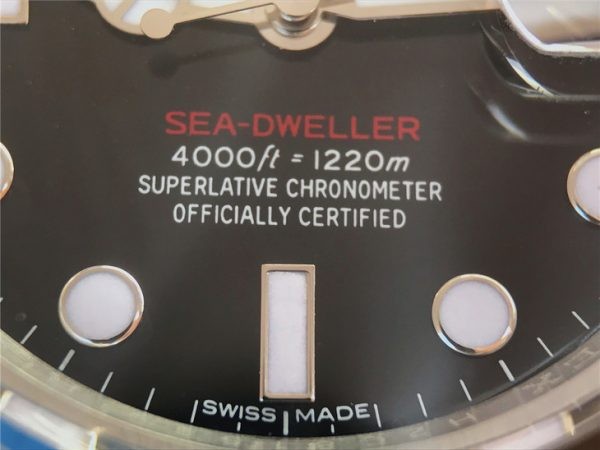 SEA-DWELLER
4000ft = 1220m
SUPERLATIVE CHRONOMETER
OFFICIALLY CERTIFIED
SWISS MADE